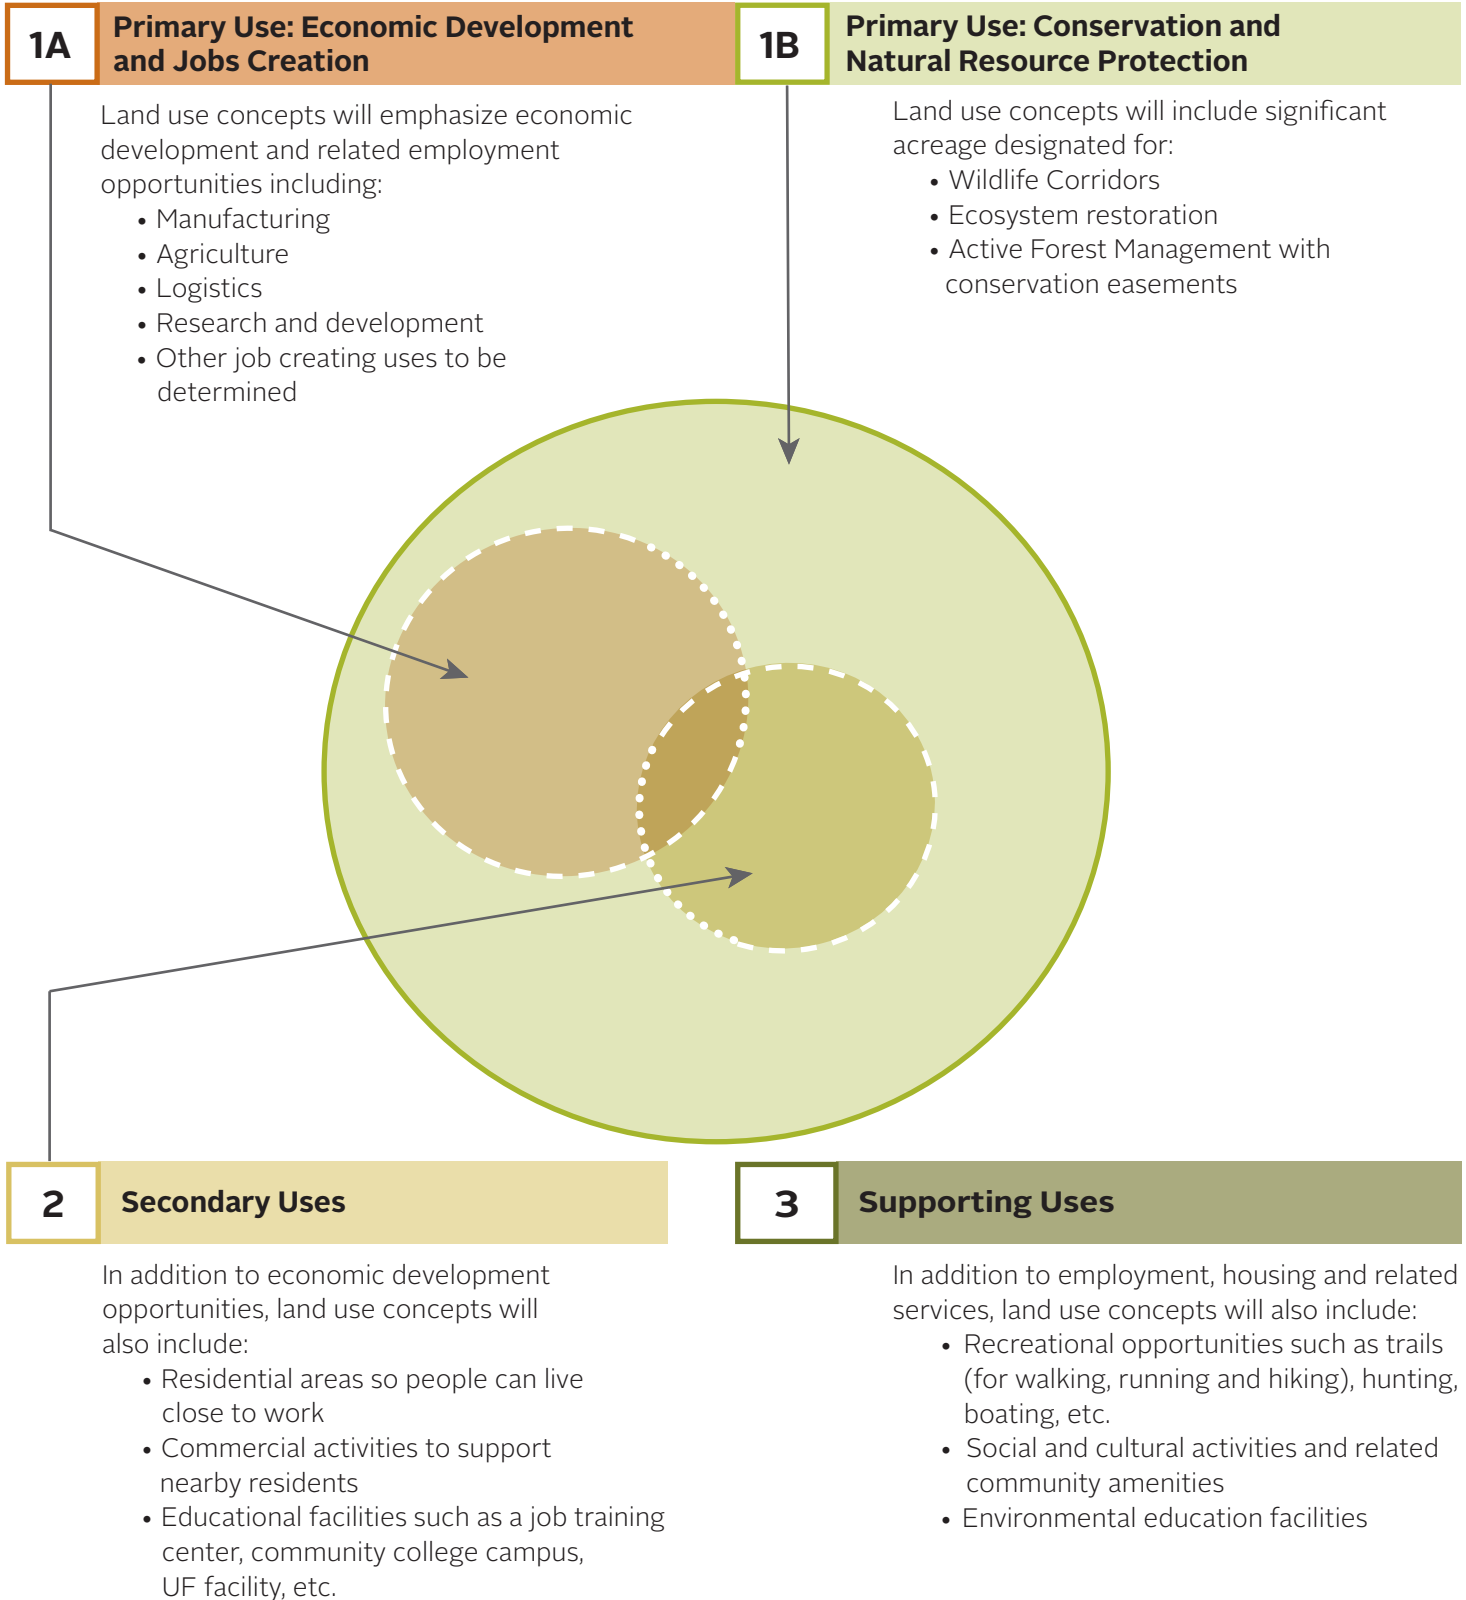 1A
Primary Use: Economic Development
and Jobs Creation
Land use concepts will emphasize economic
development and related employment
opportunities including:
• Manufacturing
• Agriculture
• Logistics
• Research and development
• Other job creating uses to be
determined
1B
Primary Use: Conservation and
Natural Resource Protection
Land use concepts will include significant
acreage designated for:
• Wildlife Corridors
• Ecosystem restoration
• Active Forest Management with
conservation easements
2
Secondary Uses
In addition to economic development
opportunities, land use concepts will
also include:
• Residential areas so people can live
close to work
• Commercial activities to support
nearby residents
• Educational facilities such as a job training
center, community college campus,
UF facility, etc.
3
Supporting Uses
In addition to employment, housing and related
services, land use concepts will also include:
• Recreational opportunities such as trails
(for walking, running and hiking), hunting,
boating, etc.
• Social and cultural activities and related
community amenities
• Environmental education facilities